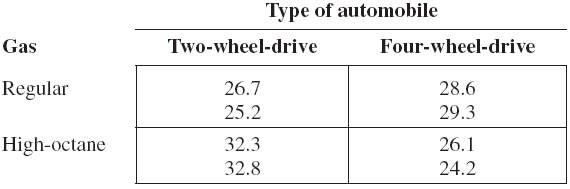 Type of automobile
Gas Two-wheel-drive Four-wheel-drive
Regular 26.7 28.6
25.2 29.3
High-octane 32.3 26.1
32.8 24.2